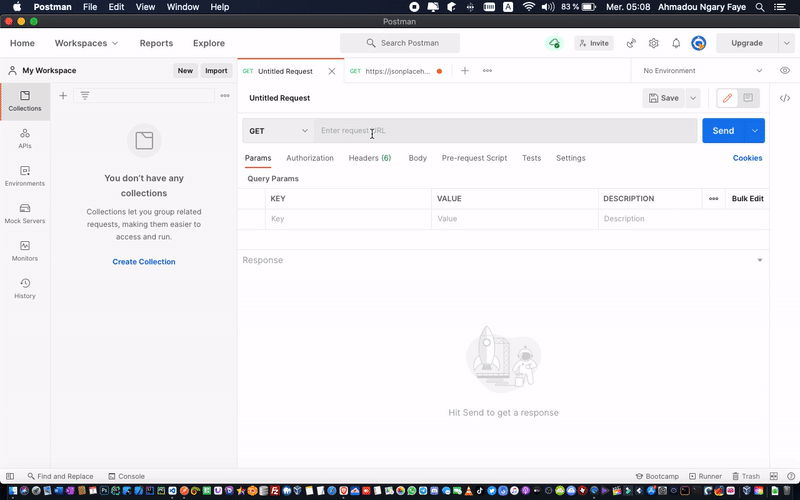 Postman File Edit View Window Help A 83 % Mer. 05:08 Ahmadou Ngary Faye
Postman
Home Workspaces Reports Explore Search Postman Invite Upgrade
My Workspace New Import GET Untitled Request GET https://jsonplaceh... No Environment
Collections
APIs
Environments
Mock Servers
Monitors
History
You don't have any
collections
Collections let you group related
requests, making them easier to
access and run.
Create Collection
Untitled Request Save
GET Enter request URL Send
Params Authorization Headers (6) Body Pre-request Script Tests Settings Cookies
Query Params
KEY VALUE DESCRIPTION Bulk Edit
Key Value Description
Response
Hit Send to get a response
Find and Replace Console Bootcamp Runner Trash